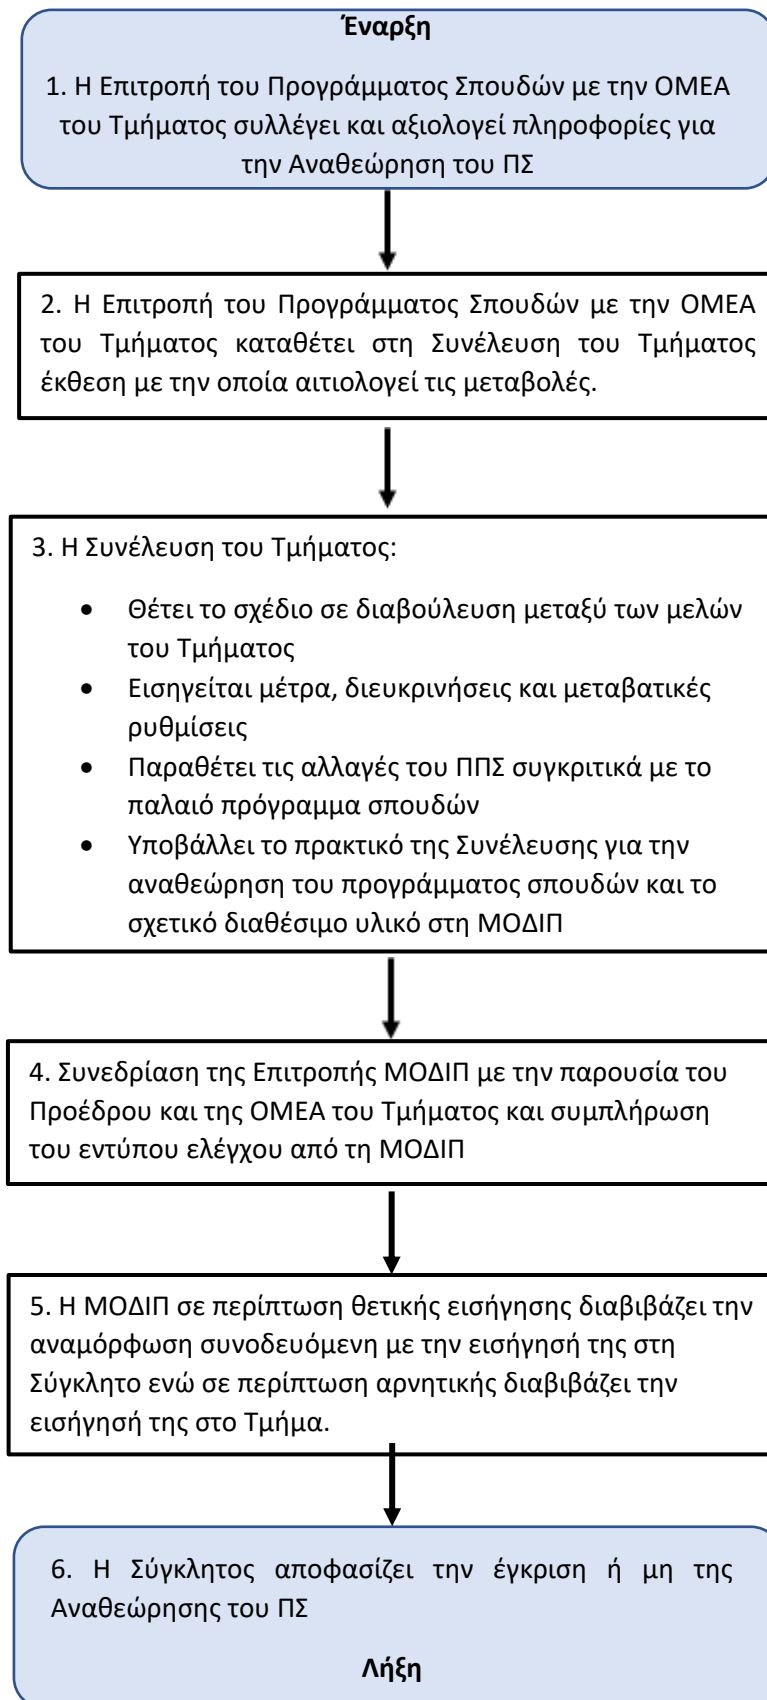 Έναρξη
1. Η Επιτροπή του Προγράμματος Σπουδών με την ΟΜΕΑ
του Τμήματος συλλέγει και αξιολογεί πληροφορίες για
την Αναθεώρηση του ΠΣ
2. Η Επιτροπή του Προγράμματος Σπουδών με την ΟΜΕΑ
του Τμήματος καταθέτει στη Συνέλευση του Τμήματος
έκθεση με την οποία αιτιολογεί τις μεταβολές.
3. Η Συνέλευση του Τμήματος:
• Θέτει το σχέδιο σε διαβούλευση μεταξύ των μελών
του Τμήματος
• Εισηγείται μέτρα, διευκρινήσεις και μεταβατικές
ρυθμίσεις
• Παραθέτει τις αλλαγές του ΠΠΣ συγκριτικά με το
παλαιό πρόγραμμα σπουδών
• Υποβάλλει το πρακτικό της Συνέλευσης για την
αναθεώρηση του προγράμματος σπουδών και το
σχετικό διαθέσιμο υλικό στη ΜΟΔΙΠ
4. Συνεδρίαση της Επιτροπής ΜΟΔΙΠ με την παρουσία του
Προέδρου και της ΟΜΕΑ του Τμήματος και συμπλήρωση
του εντύπου ελέγχου από τη ΜΟΔΙΠ
5. Η ΜΟΔΙΠ σε περίπτωση θετικής εισήγησης διαβιβάζει την
αναμόρφωση συνοδευόμενη με την εισήγησή της στη
Σύγκλητο ενώ σε περίπτωση αρνητικής διαβιβάζει την
εισήγησή της στο Τμήμα.
6. Η Σύγκλητος αποφασίζει την έγκριση ή μη της
Αναθεώρησης του ΠΣ
Λήξη